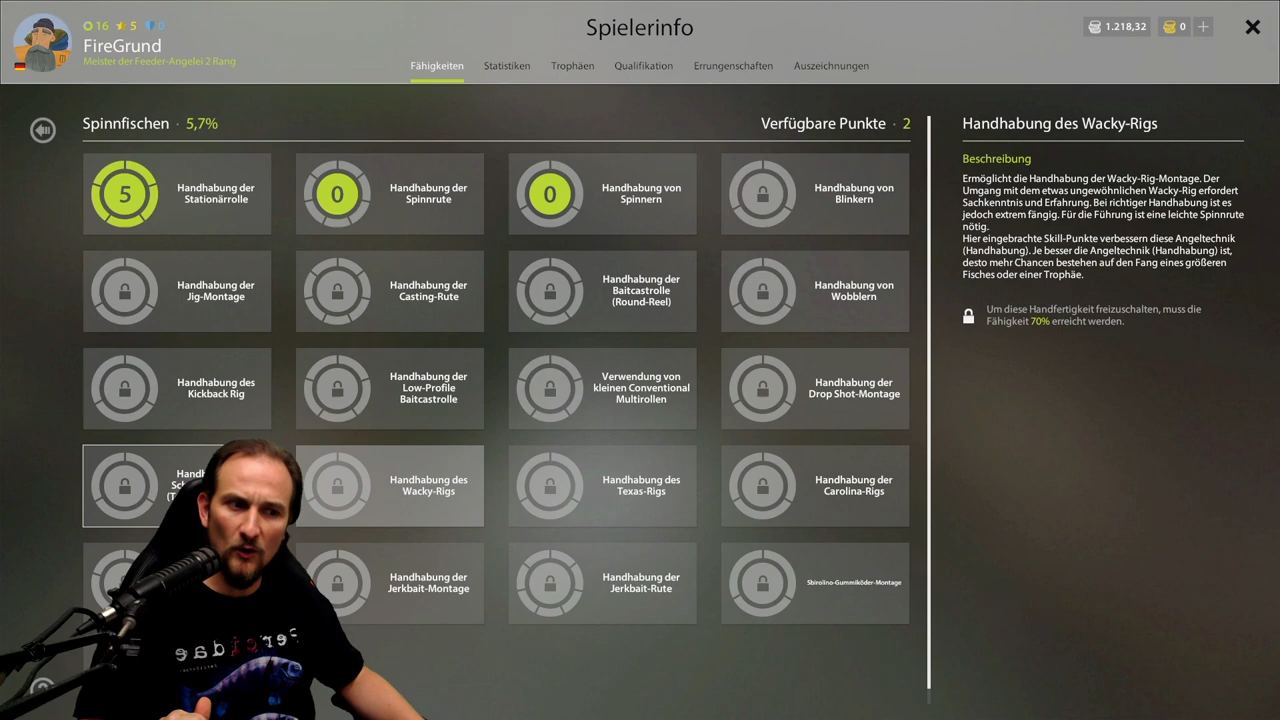 16 5 0
FireGrund
Meister der Feeder-Angelei 2 Rang
Spielerinfo
1.218,32
0
Fähigkeiten
Statistiken
Trophäen
Qualifikation
Errungenschaften
Auszeichnungen
Spinnfischen · 5,7%
Verfügbare Punkte · 2
5
Handhabung der
Stationärrolle
0
Handhabung der
Spinnrute
0
Handhabung von
Spinnern
Handhabung von
Blinkern
Handhabung der
Jig-Montage
Handhabung der
Casting-Rute
Handhabung der
Baitcastrolle
(Round-Reel)
Handhabung von
Wobblern
Handhabung des
Kickback Rig
Handhabung der
Low-Profile
Baitcastrolle
Verwendung von
kleinen Conventional
Multirollen
Handhabung der
Drop Shot-Montage
Handhabung des
Wacky-Rigs
Handhabung des
Texas-Rigs
Handhabung der
Carolina-Rigs
Handhabung der
Jerkbait-Montage
Handhabung der
Jerkbait-Rute
Sbirolino-Gummiköder-Montage
Handhabung des Wacky-Rigs
Beschreibung
Ermöglicht die Handhabung der Wacky-Rig-Montage. Der
Umgang mit dem etwas ungewöhnlichen Wacky-Rig erfordert
Sachkenntnis und Erfahrung. Bei richtiger Handhabung ist es
jedoch extrem fängig. Für die Führung ist eine leichte Spinnrute
nötig.
Hier eingebrachte Skill-Punkte verbessern diese Angeltechnik
(Handhabung). Je besser die Angeltechnik (Handhabung) ist,
desto mehr Chancen bestehen auf den Fang eines größeren
Fisches oder einer Trophäe.
Um diese Handfertigkeit freizuschalten, muss die
Fähigkeit 70% erreicht werden.